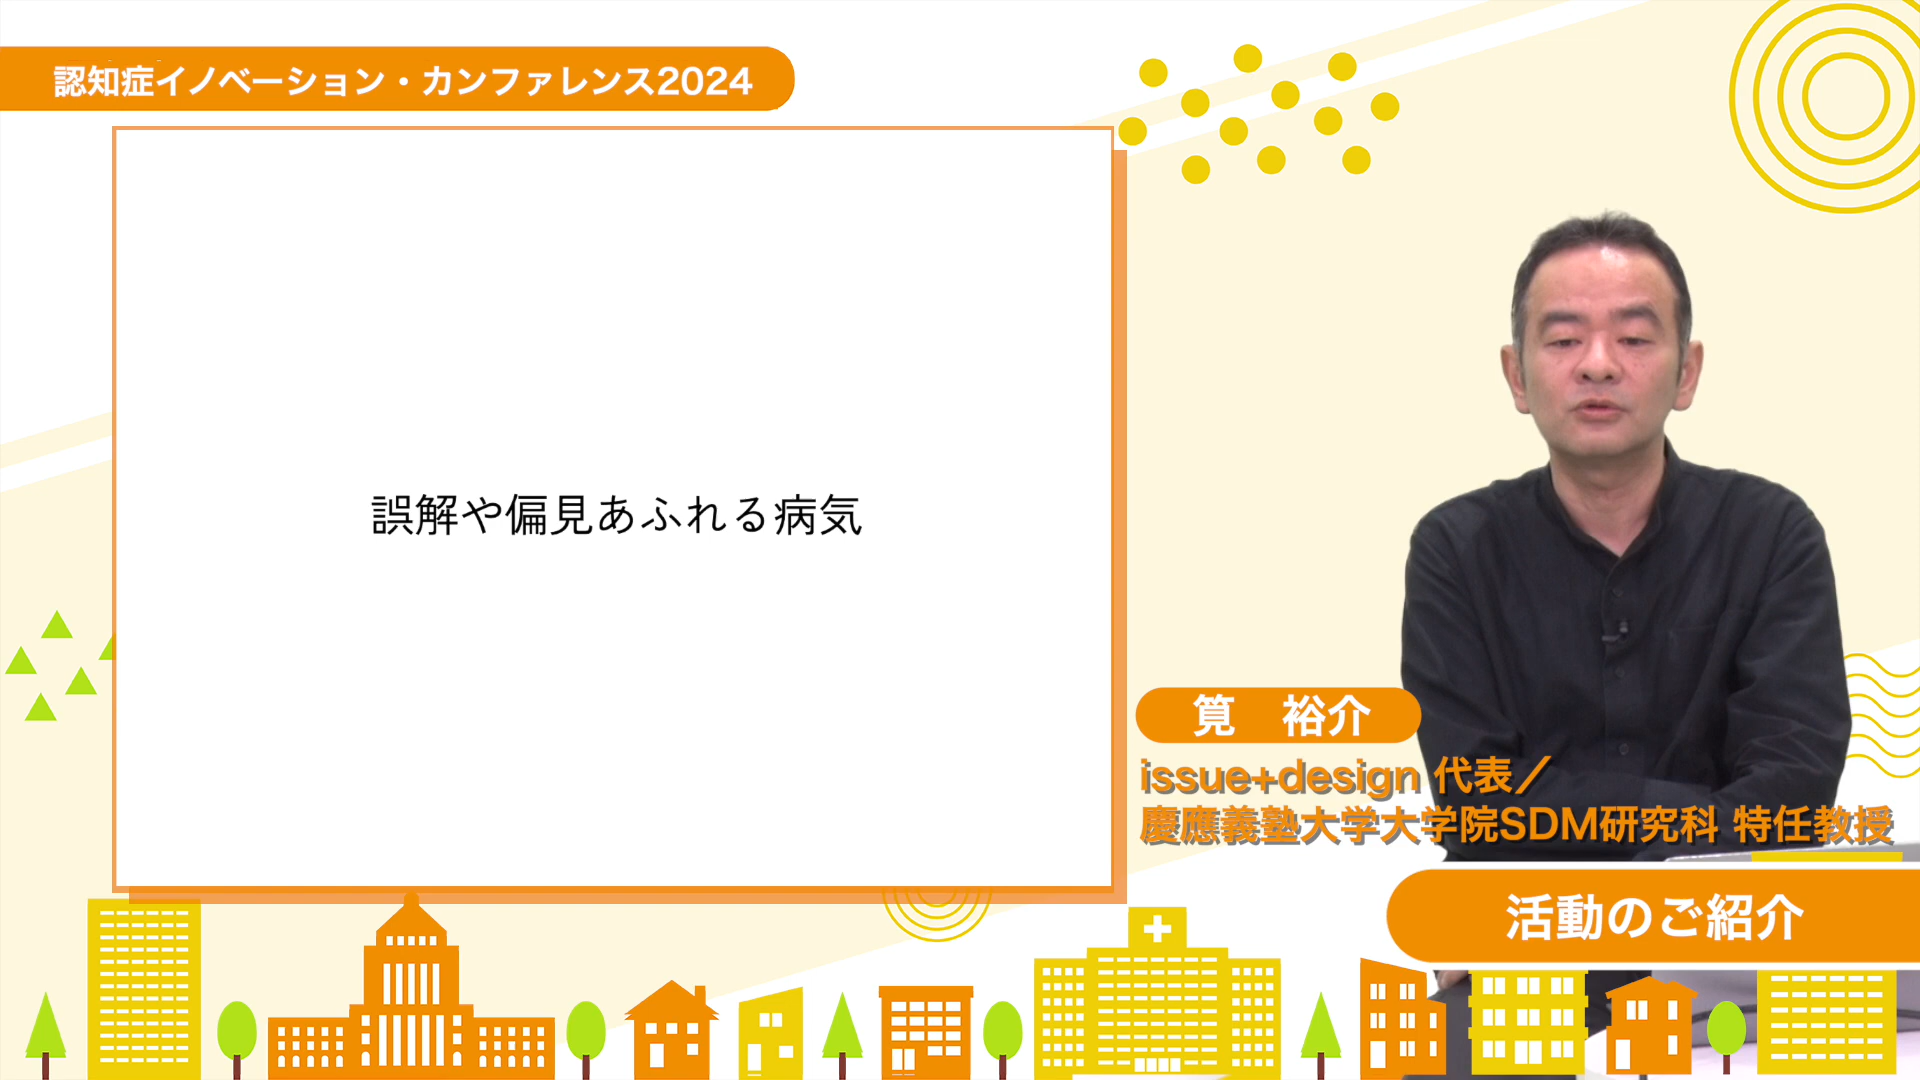 認知症イノベーション・カンファレンス2024
誤解や偏見あふれる病気
筧　裕介
issue+design 代表／
慶應義塾大学大学院SDM研究科 特任教授
活動のご紹介